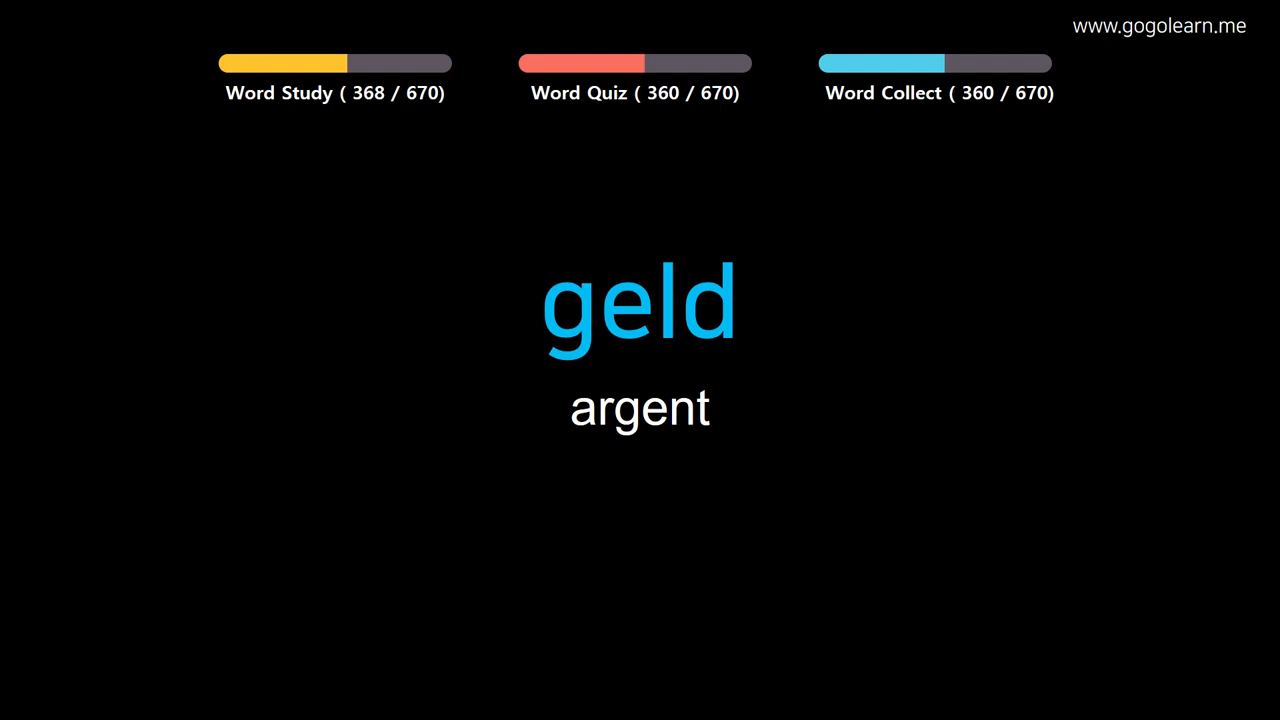 www.gogolearn.me
Word Study ( 368 / 670)
Word Quiz ( 360 / 670)
Word Collect ( 360 / 670)
geld
argent